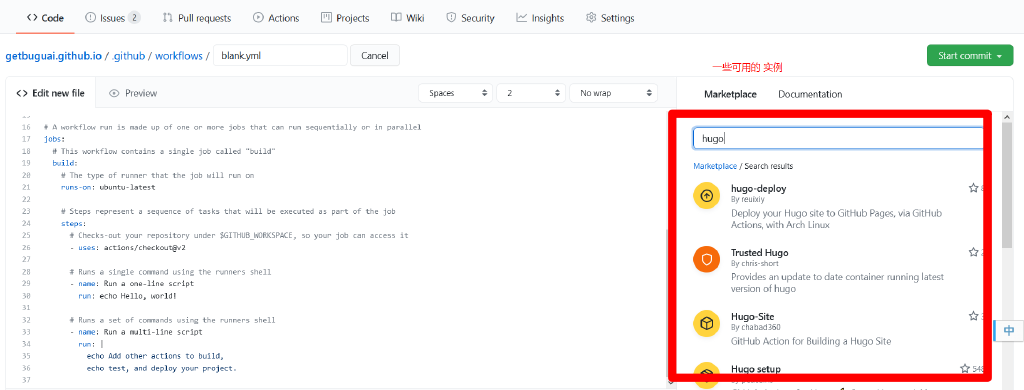 Code Issues 2 Pull requests Actions Projects Wiki Security Insights Settings
getbuguai.github.io / .github / workflows / blank.yml Cancel
一些可用的 实例
Start commit
Edit new file Preview Spaces 2 No wrap
Marketplace Documentation
16 # A workflow run is made up of one or more jobs that can run sequentially or in parallel
17 jobs:
18 # This workflow contains a single job called "build"
19 build:
20 # The type of runner that the job will run on
21 runs-on: ubuntu-latest
22
23 # Steps represent a sequence of tasks that will be executed as part of the job
24 steps:
25 # Checks-out your repository under $GITHUB_WORKSPACE, so your job can access it
26 - uses: actions/checkout@v2
27
28 # Runs a single command using the runners shell
29 - name: Run a one-line script
30 run: echo Hello, world!
31
32 # Runs a set of commands using the runners shell
33 - name: Run a multi-line script
34 run: |
35 echo Add other actions to build,
36 echo test, and deploy your project.
37
hugo
Marketplace / Search results
hugo-deploy
By reuixiy
Deploy your Hugo site to GitHub Pages, via GitHub
Actions, with Arch Linux
Trusted Hugo
By chris-short
Provides an update to date container running latest
version of hugo
Hugo-Site
By chabad360
GitHub Action for Building a Hugo Site
Hugo setup
中